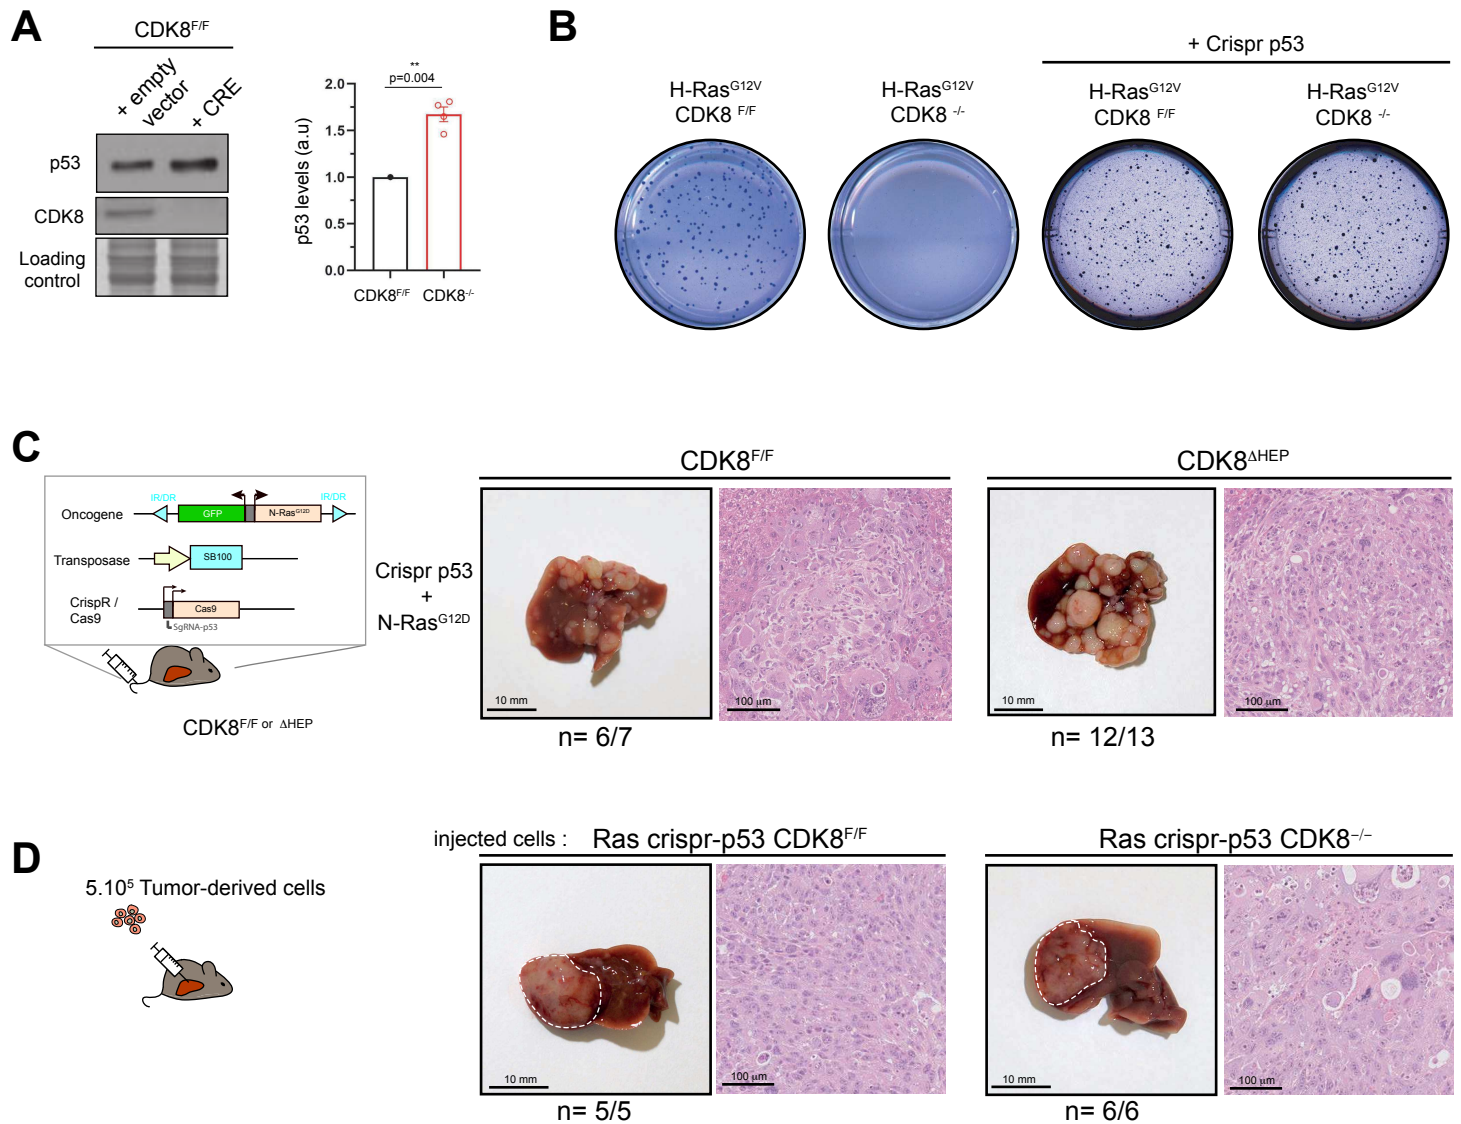 A
CDK8F/F
+ empty
vector
+ CRE
p53
CDK8
Loading
control
**
p=0.004
2.0
1.5
1.0
0.5
0.0
p53 levels (a.u)
CDK8F/F
CDK8-/-
B
+ Crispr p53
H-RasG12V
CDK8 F/F
H-RasG12V
CDK8 -/-
H-RasG12V
CDK8 F/F
H-RasG12V
CDK8 -/-
C
IR/DR
IR/DR
Oncogene
GFP
N-RasG12D
Transposase
SB100
CrispR /
Cas9
Cas9
SgRNA-p53
CDK8F/F or ΔHEP
Crispr p53
+
N-RasG12D
CDK8F/F
10 mm
100 µm
n= 6/7
CDK8ΔHEP
10 mm
100 µm
n= 12/13
D
5.10⁵ Tumor-derived cells
injected cells :
Ras crispr-p53 CDK8F/F
10 mm
100 µm
n= 5/5
Ras crispr-p53 CDK8−/−
10 mm
100 µm
n= 6/6